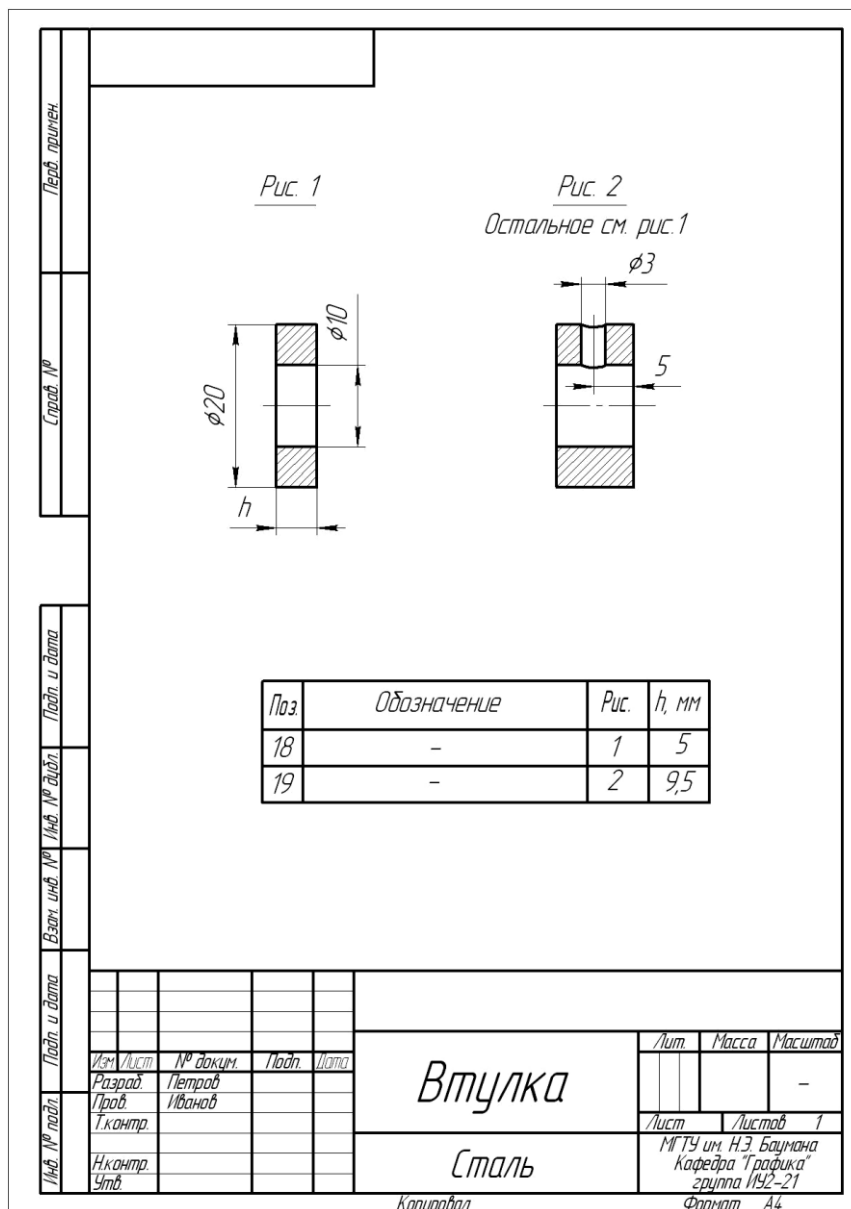 Перв. примен.
Справ. №
Подп. и дата
Инв. № дубл.
Взам. инв. №
Подп. и дата
Инв. № подл.
Рис. 1
Рис. 2
Остальное см. рис.1
ϕ3
ϕ10
ϕ20
5
h
Поз. Обозначение Рис. h, мм
18 – 1 5
19 – 2 9,5
Изм Лист № докум. Подп. Дата
Разраб. Петров
Пров. Иванов
Т.контр.
Н.контр.
Утв.
Втулка
Сталь
Лит. Масса Масштаб
–
Лист Листов 1
МГТУ им. Н.Э. Баумана
Кафедра "Графика"
группа ИУ2-21
Копировал Формат А4